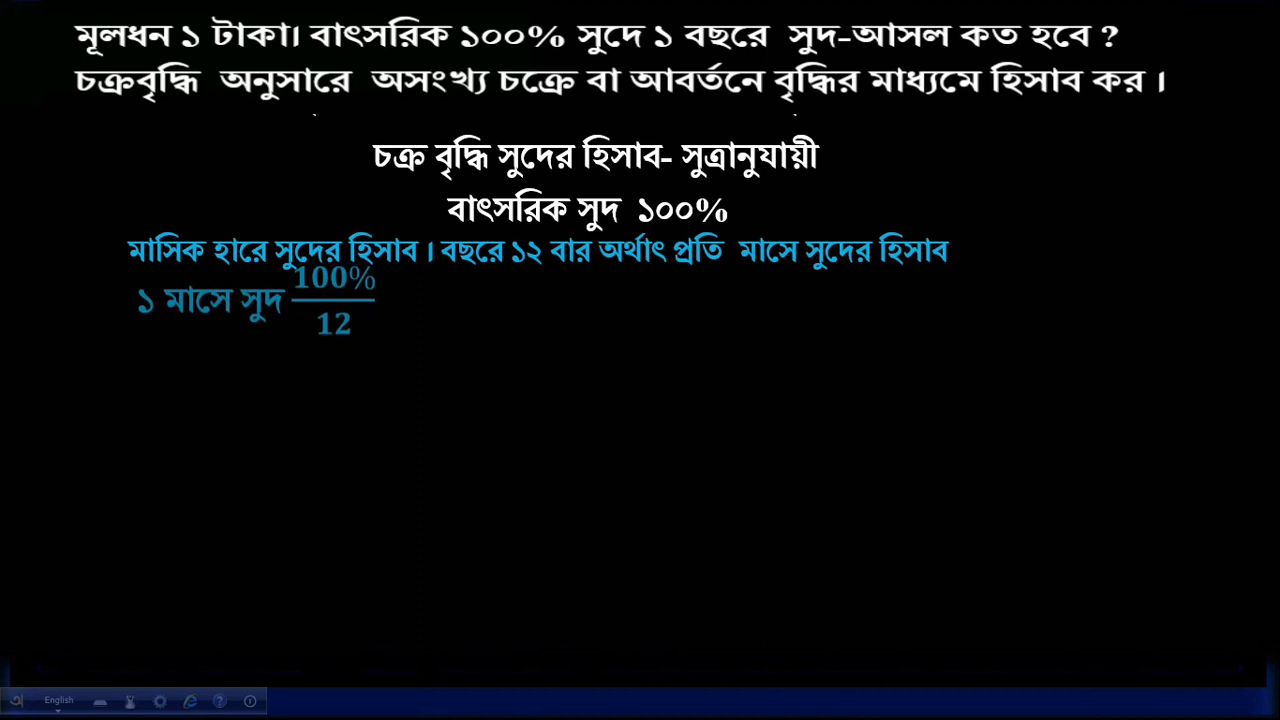 মূলধন ১ টাকা। বাৎসরিক ১০০% সুদে ১ বছরে সুদ-আসল কত হবে ?
চক্রবৃদ্ধি অনুসারে অসংখ্য চক্রে বা আবর্তনে বৃদ্ধির মাধ্যমে হিসাব কর ।
চক্র বৃদ্ধি সুদের হিসাব- সুত্রানুযায়ী
বাৎসরিক সুদ ১০০%
মাসিক হারে সুদের হিসাব । বছরে ১২ বার অর্থাৎ প্রতি মাসে সুদের হিসাব
১ মাসে সুদ 100%/12
English